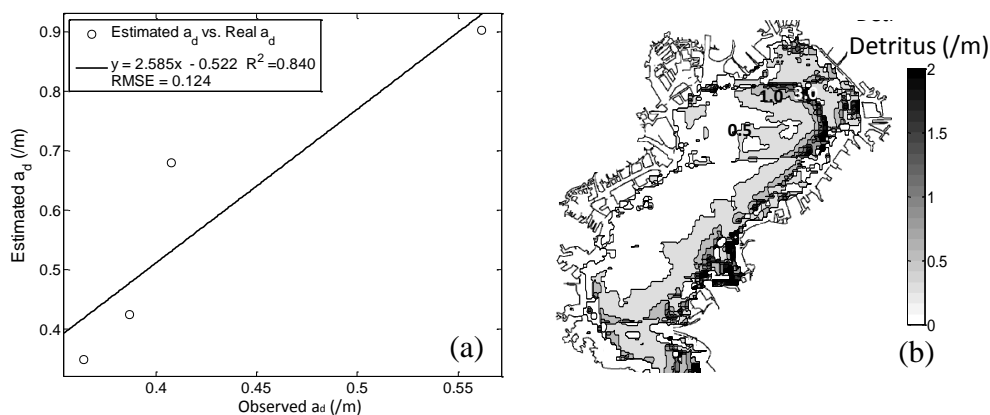 Estimated a_d vs. Real a_d
y = 2.585x - 0.522 R^2 =0.840
RMSE = 0.124
0.9
0.8
0.7
0.6
0.5
0.4
Estimated a_d (/m)
0.4
0.45
0.5
0.55
Observed a_d (/m)
(a)
Detritus (/m)
2
1.5
1
0.5
0
1.0
0.5
(b)